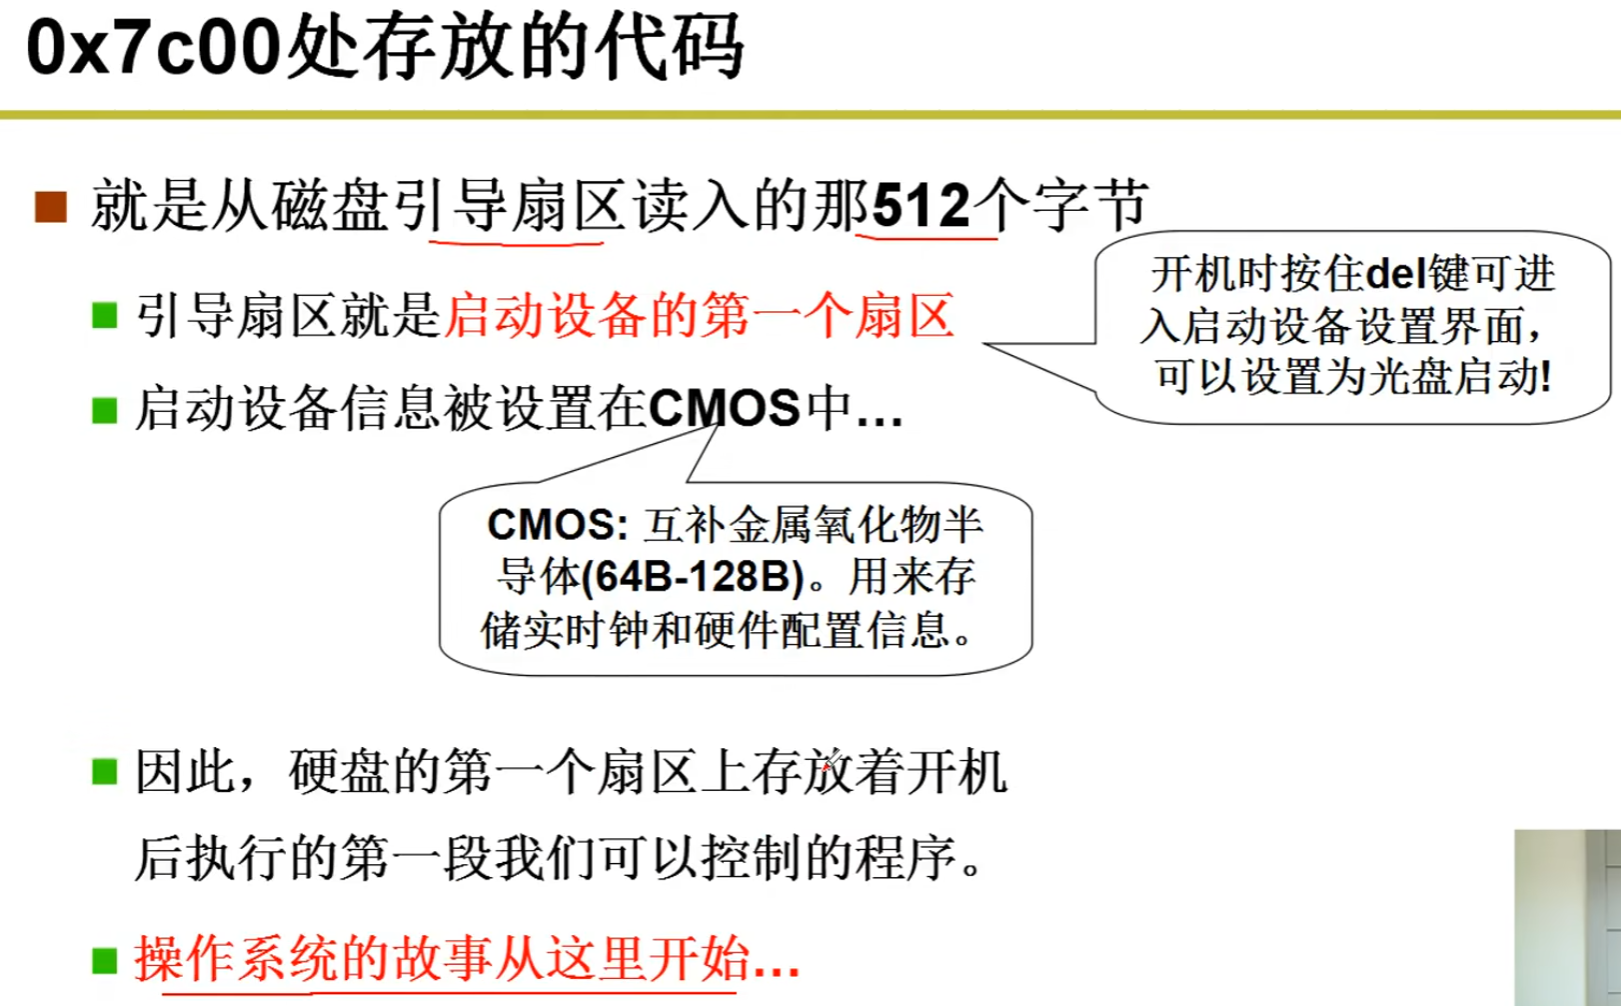 0x7c00处存放的代码
就是从磁盘引导扇区读入的那512个字节
引导扇区就是启动设备的第一个扇区
开机时按住del键可进
入启动设备设置界面，
可以设置为光盘启动!
启动设备信息被设置在CMOS中...
CMOS: 互补金属氧化物半
导体(64B-128B)。用来存
储实时钟和硬件配置信息。
因此，硬盘的第一个扇区上存放着开机
后执行的第一段我们可以控制的程序。
操作系统的故事从这里开始...